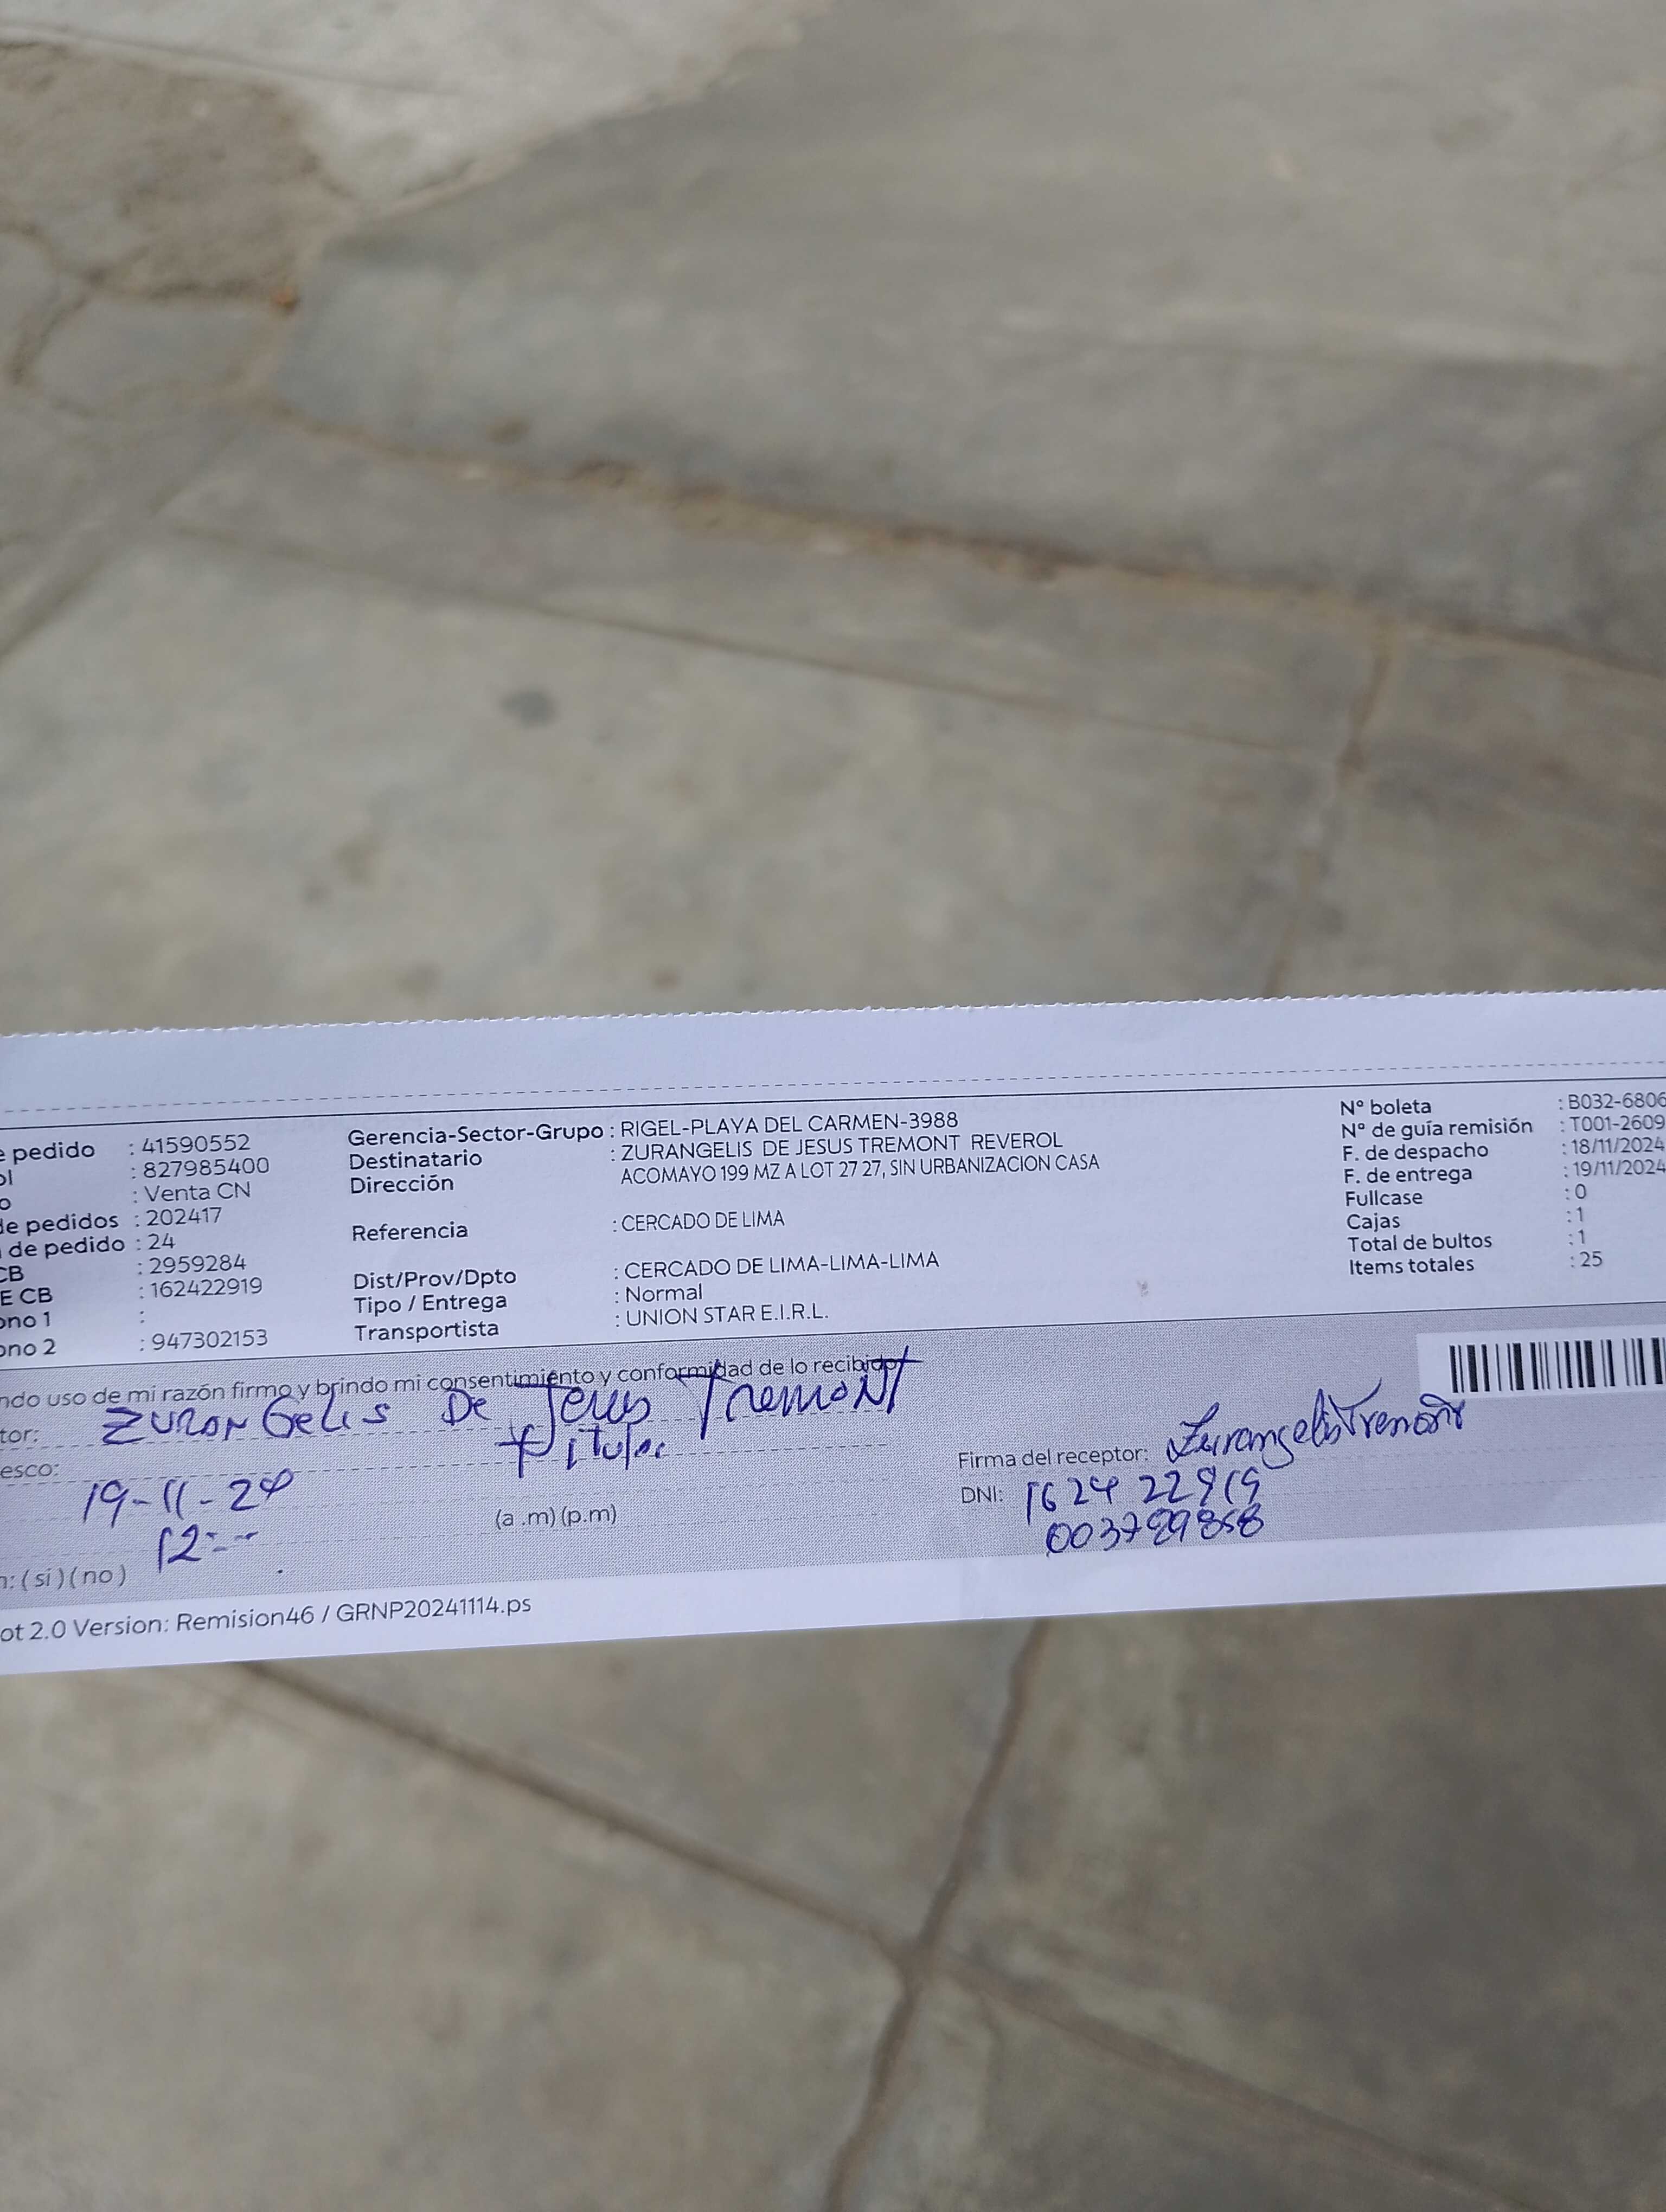 e pedido : 41590552
ol : 827985400
o : Venta CN
de pedidos : 202417
de pedido : 24
CB : 2959284
E CB : 162422919
ono 1 :
ono 2 : 947302153
Gerencia-Sector-Grupo : RIGEL-PLAYA DEL CARMEN-3988
Destinatario : ZURANGELIS DE JESUS TREMONT REVEROL
Dirección ACOMAYO 199 MZ A LOT 27 27, SIN URBANIZACION CASA
Referencia : CERCADO DE LIMA
Dist/Prov/Dpto : CERCADO DE LIMA-LIMA-LIMA
Tipo / Entrega : Normal
Transportista : UNION STAR E.I.R.L.
Nº boleta : B032-6806
Nº de guía remisión : T001-2609
F. de despacho : 18/11/2024
F. de entrega : 19/11/2024
Fullcase : 0
Cajas : 1
Total de bultos : 1
Items totales : 25
ndo uso de mi razón firmo y brindo mi consentimiento y conformidad de lo recibido
tor: ZURANGELIS De Jesus Tremont
esco: titular
19-11-24
12:--
(a .m) (p.m)
n: ( sí ) ( no )
Firma del receptor: Zurangelis Tremont
DNI: 162422919
003789858
ot 2.0 Version: Remision46 / GRNP20241114.ps